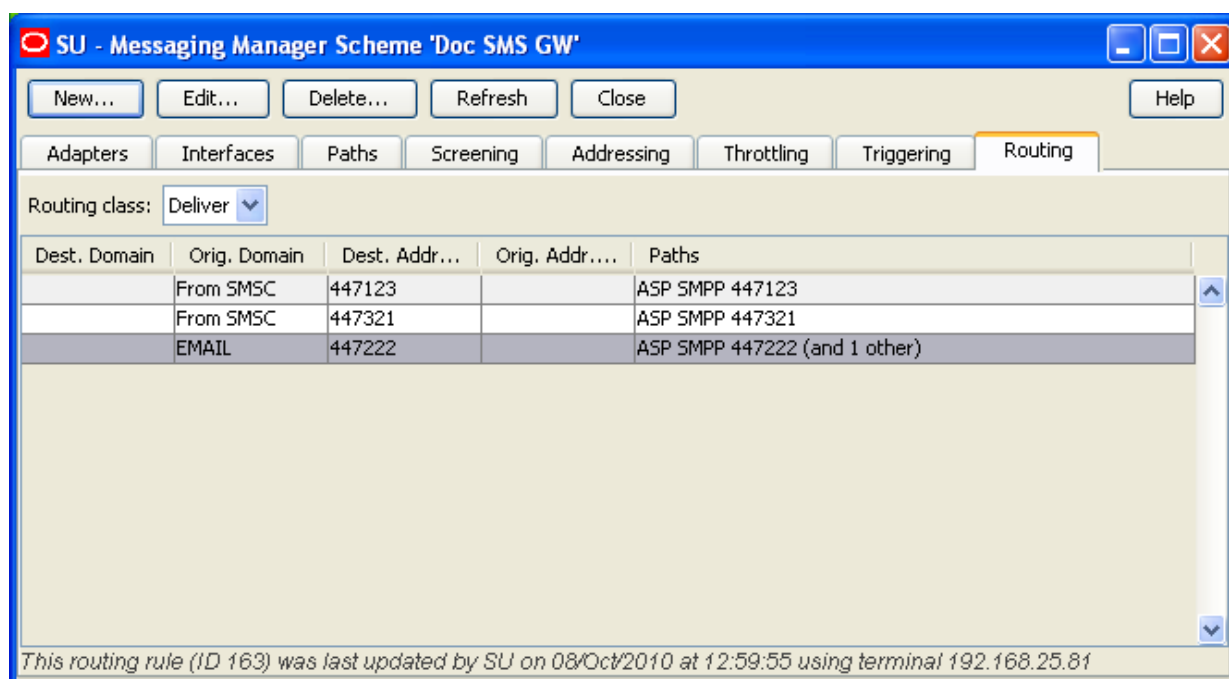 SU - Messaging Manager Scheme 'Doc SMS GW'
New... Edit... Delete... Refresh Close Help
Adapters Interfaces Paths Screening Addressing Throttling Triggering Routing
Routing class: Deliver
Dest. Domain Orig. Domain Dest. Addr... Orig. Addr.... Paths
From SMSC 447123 ASP SMPP 447123
From SMSC 447321 ASP SMPP 447321
EMAIL 447222 ASP SMPP 447222 (and 1 other)
This routing rule (ID 163) was last updated by SU on 08/Oct/2010 at 12:59:55 using terminal 192.168.25.81